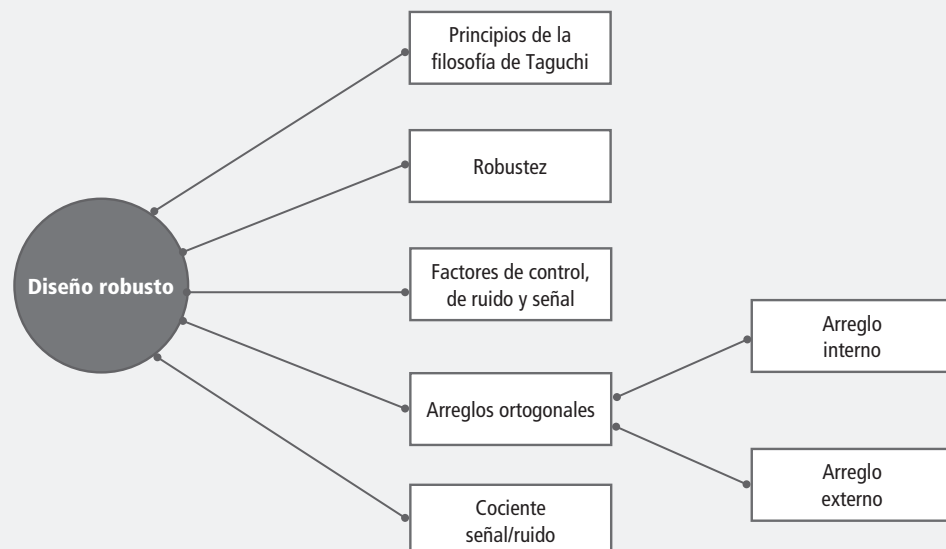 Principios de la
filosofía de Taguchi
Robustez
Diseño robusto
Factores de control,
de ruido y señal
Arreglos ortogonales
Arreglo
interno
Arreglo
externo
Cociente
señal/ruido